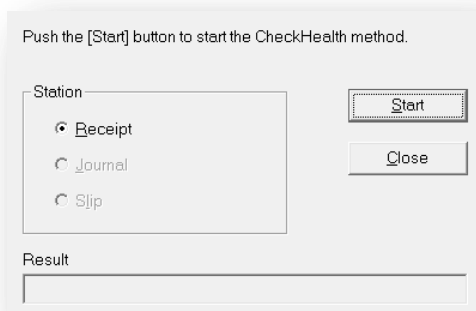 Push the [Start] button to start the CheckHealth method.
Station
Receipt
Journal
Slip
Start
Close
Result